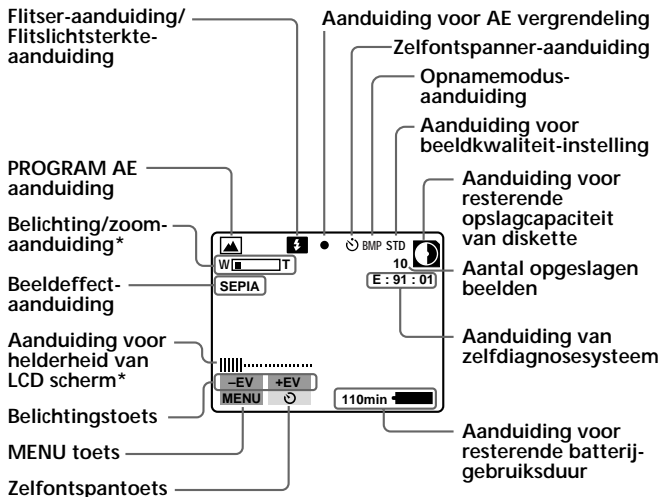 Flitser-aanduiding/
Flitslichtsterkte-
aanduiding
Aanduiding voor AE vergrendeling
Zelfontspanner-aanduiding
Opnamemodus-
aanduiding
Aanduiding voor
beeldkwaliteit-instelling
PROGRAM AE
aanduiding
Aanduiding voor
resterende
opslagcapaciteit
van diskette
Belichting/zoom-
aanduiding*
Aantal opgeslagen
beelden
Beeldeffect-
aanduiding
Aanduiding van
zelfdiagnosesysteem
Aanduiding voor
helderheid van
LCD scherm*
Belichtingstoets
MENU toets
Zelfontspantoets
Aanduiding voor
resterende batterij-
gebruiksduur
BMP STD
W T
10
SEPIA
E : 91 : 01
–EV +EV
MENU
110min